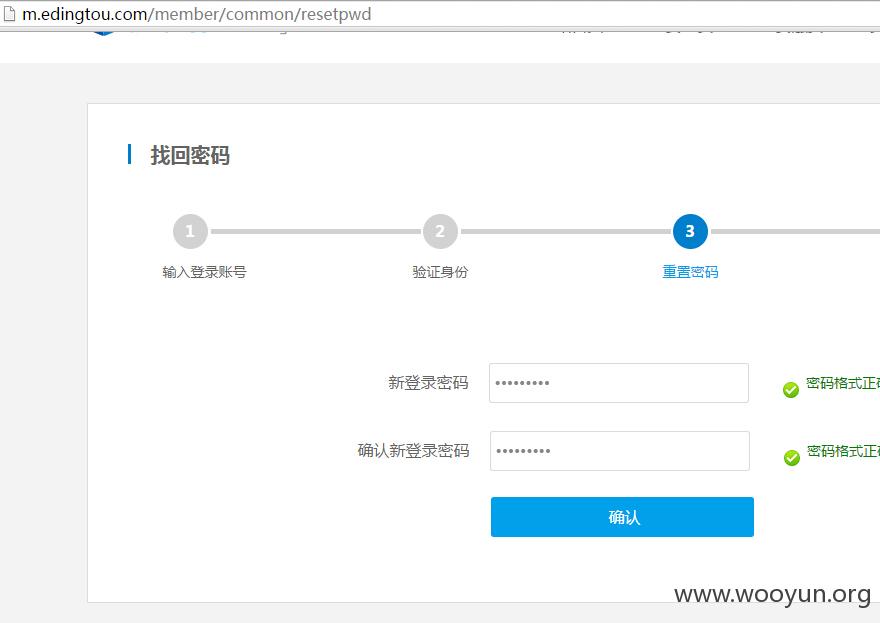 m.edingtou.com/member/common/resetpwd
找回密码
1 2 3
输入登录账号 验证身份 重置密码
新登录密码 ••••••••• 密码格式正
确认新登录密码 ••••••••• 密码格式正
确认
www.wooyun.org